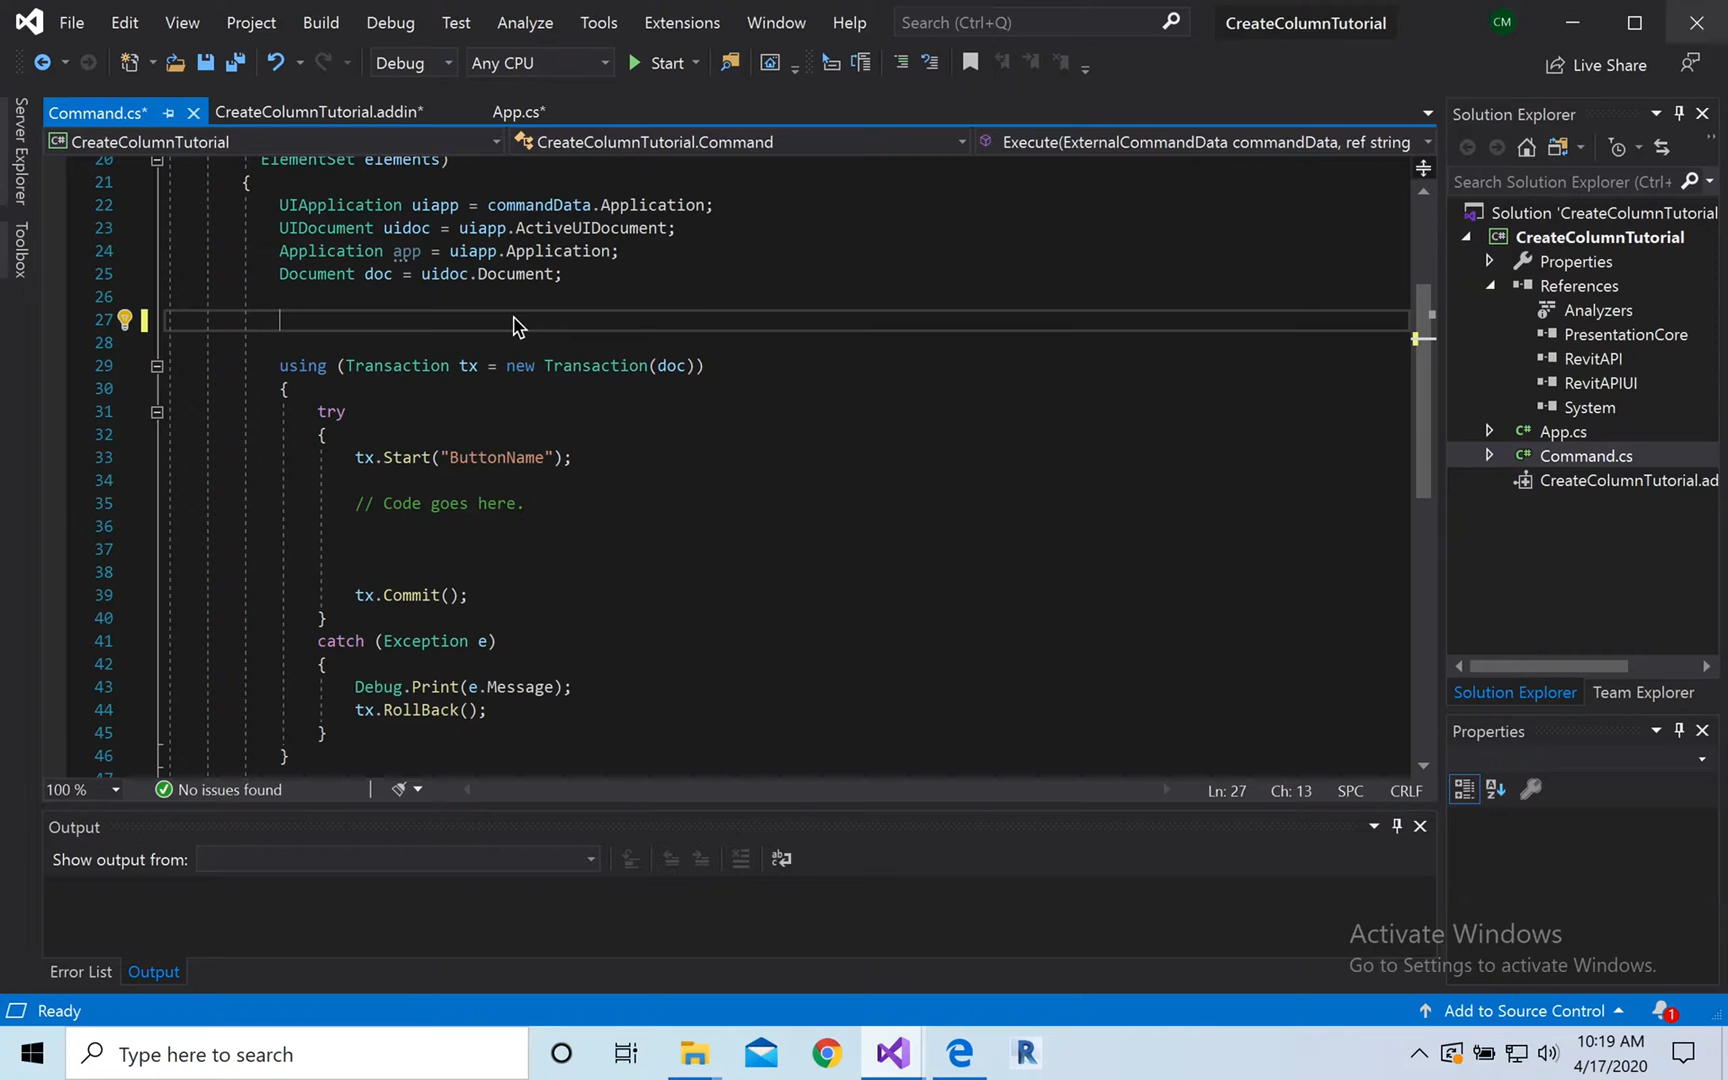 File Edit View Project Build Debug Test Analyze Tools Extensions Window Help Search (Ctrl+Q) CreateColumnTutorial CM
Debug Any CPU Start Live Share
Server Explorer
Toolbox
Command.cs* CreateColumnTutorial.addin* App.cs*
CreateColumnTutorial CreateColumnTutorial.Command Execute(ExternalCommandData commandData, ref string
20 ElementSet elements)
21 {
22 UIApplication uiapp = commandData.Application;
23 UIDocument uidoc = uiapp.ActiveUIDocument;
24 Application app = uiapp.Application;
25 Document doc = uidoc.Document;
26
27
28
29 using (Transaction tx = new Transaction(doc))
30 {
31 try
32 {
33 tx.Start("ButtonName");
34
35 // Code goes here.
36
37
38
39 tx.Commit();
40 }
41 catch (Exception e)
42 {
43 Debug.Print(e.Message);
44 tx.RollBack();
45 }
46 }
100 % No issues found Ln: 27 Ch: 13 SPC CRLF
Output
Show output from:
Error List Output
Solution Explorer
Search Solution Explorer (Ctrl+
Solution 'CreateColumnTutorial
CreateColumnTutorial
Properties
References
Analyzers
PresentationCore
RevitAPI
RevitAPIUI
System
App.cs
Command.cs
CreateColumnTutorial.ad
Solution Explorer Team Explorer
Properties
Activate Windows
Go to Settings to activate Windows.
Ready Add to Source Control 1
Type here to search R 10:19 AM
4/17/2020